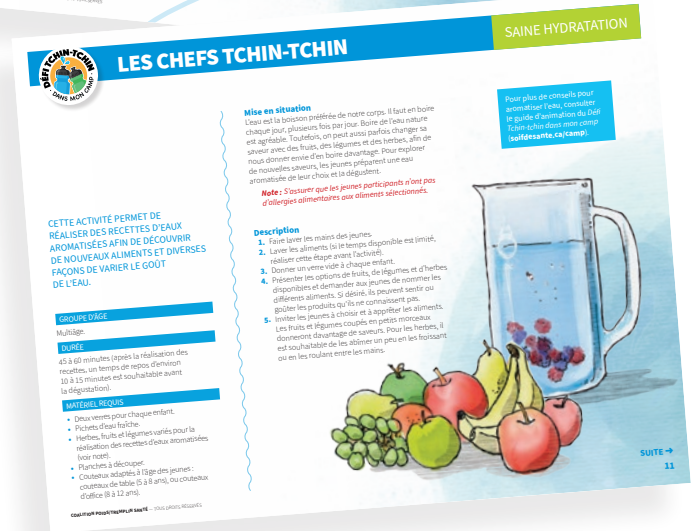 DÉFI TCHIN-TCHIN
DANS MON CAMP
LES CHEFS TCHIN-TCHIN
SAINE HYDRATATION
CETTE ACTIVITÉ PERMET DE
RÉALISER DES RECETTES D'EAUX
AROMATISÉES AFIN DE DÉCOUVRIR
DE NOUVEAUX ALIMENTS ET DIVERSES
FAÇONS DE VARIER LE GOÛT
DE L'EAU.
GROUPE D'ÂGE
Multiâge.
DURÉE
45 à 60 minutes (après la réalisation des
recettes, un temps de repos d'environ
10 à 15 minutes est souhaitable avant
la dégustation).
MATÉRIEL REQUIS
• Deux verres pour chaque enfant.
• Pichets d'eau fraîche.
• Herbes, fruits et légumes variés pour la
réalisation des recettes d'eaux aromatisées
(voir note).
• Planches à découper.
• Couteaux adaptés à l'âge des jeunes :
couteaux de table (5 à 8 ans), ou couteaux
d'office (8 à 12 ans).
Mise en situation
L'eau est la boisson préférée de notre corps. Il faut en boire
chaque jour, plusieurs fois par jour. Boire de l'eau nature
est agréable. Toutefois, on peut aussi parfois changer sa
saveur avec des fruits, des légumes et des herbes, afin de
nous donner envie d'en boire davantage. Pour explorer
de nouvelles saveurs, les jeunes préparent une eau
aromatisée de leur choix et la dégustent.
Note : S'assurer que les jeunes participants n'ont pas
d'allergies alimentaires aux aliments sélectionnés.
Description
1. Faire laver les mains des jeunes.
2. Laver les aliments (si le temps disponible est limité,
réaliser cette étape avant l'activité).
3. Donner un verre vide à chaque enfant.
4. Présenter les options de fruits, de légumes et d'herbes
disponibles et demander aux jeunes de nommer les
différents aliments. Si désiré, ils peuvent sentir ou
goûter les produits qu'ils ne connaissent pas.
5. Inviter les jeunes à choisir et à apprêter les aliments.
Les fruits et légumes coupés en petits morceaux
donneront davantage de saveurs. Pour les herbes, il
est souhaitable de les abîmer un peu en les froissant
ou en les roulant entre les mains.
Pour plus de conseils pour
aromatiser l'eau, consulter
le guide d'animation du Défi
Tchin-tchin dans mon camp
(soifdesante.ca/camp).
SUITE →
11
COALITION POIDS
SANTÉ — TOUS DROITS RÉSERVÉS